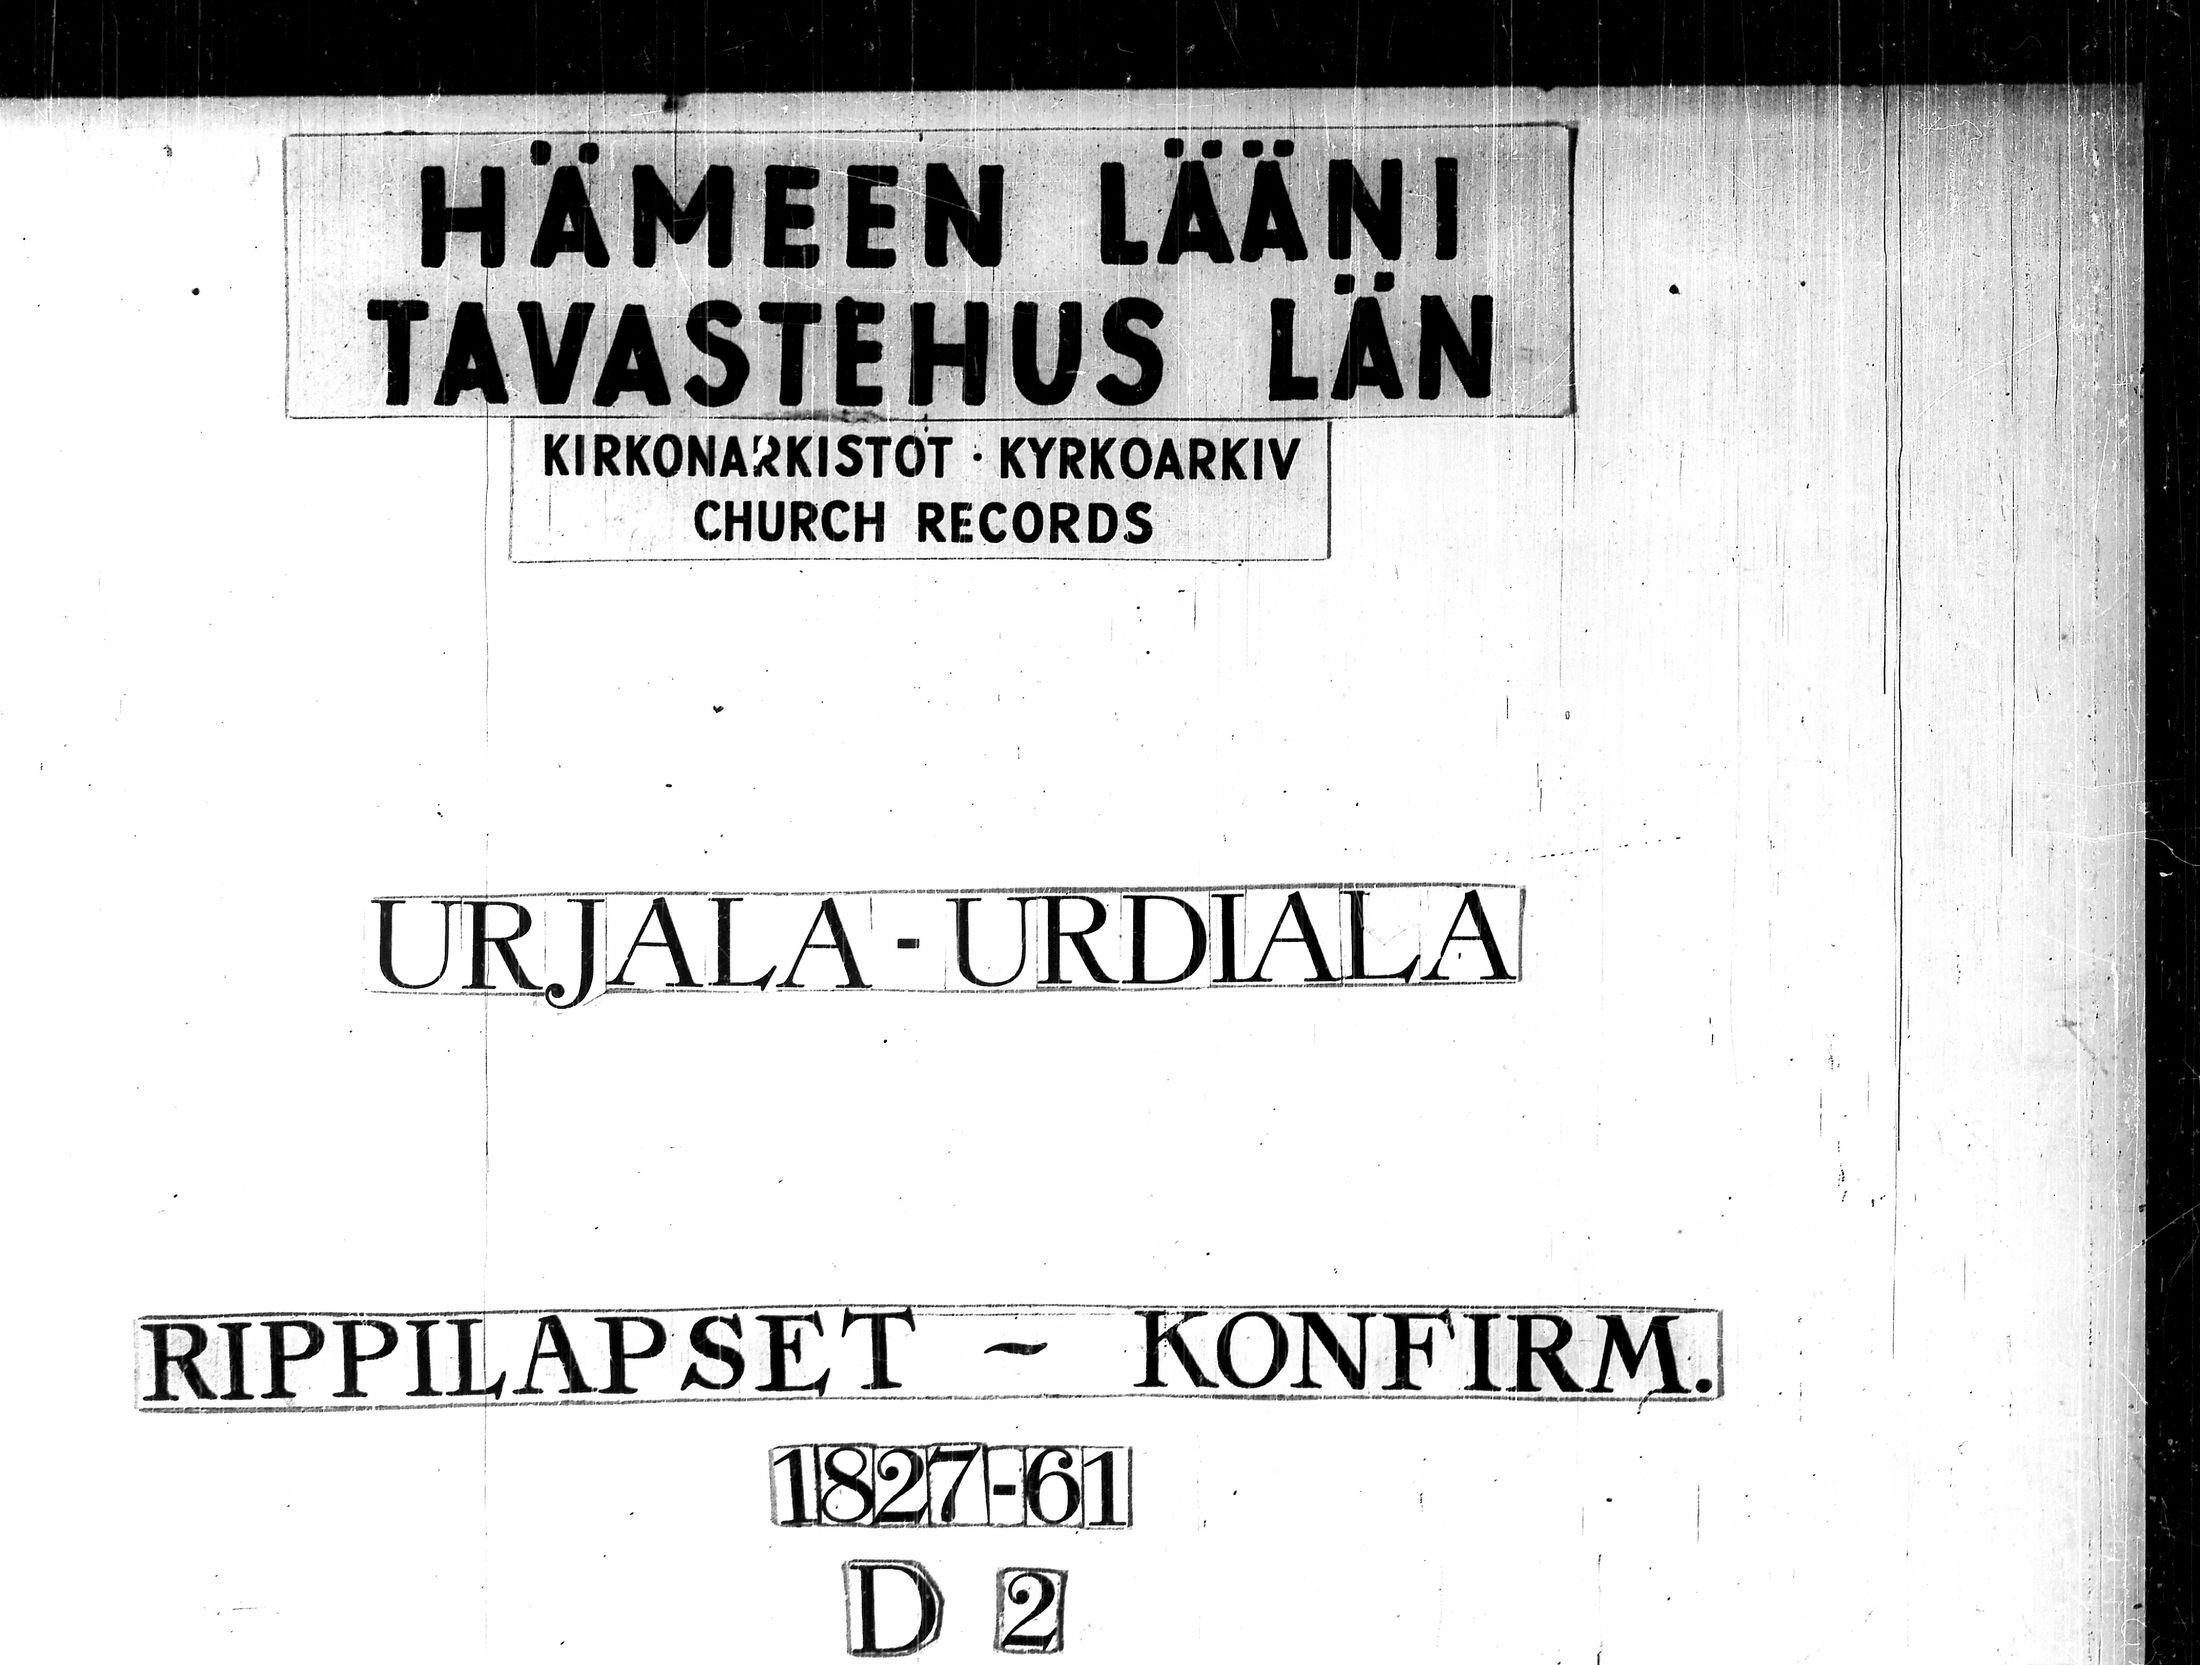 HÄMEEN LÄÄNI
TAVASTEHUS LÄN
KIRKONARKISTOT · KYRKOARKIV
CHURCH RECORDS
URJALA - URDIALA
RIPPILAPSET ~ KONFIRM.
1827-61
D 2